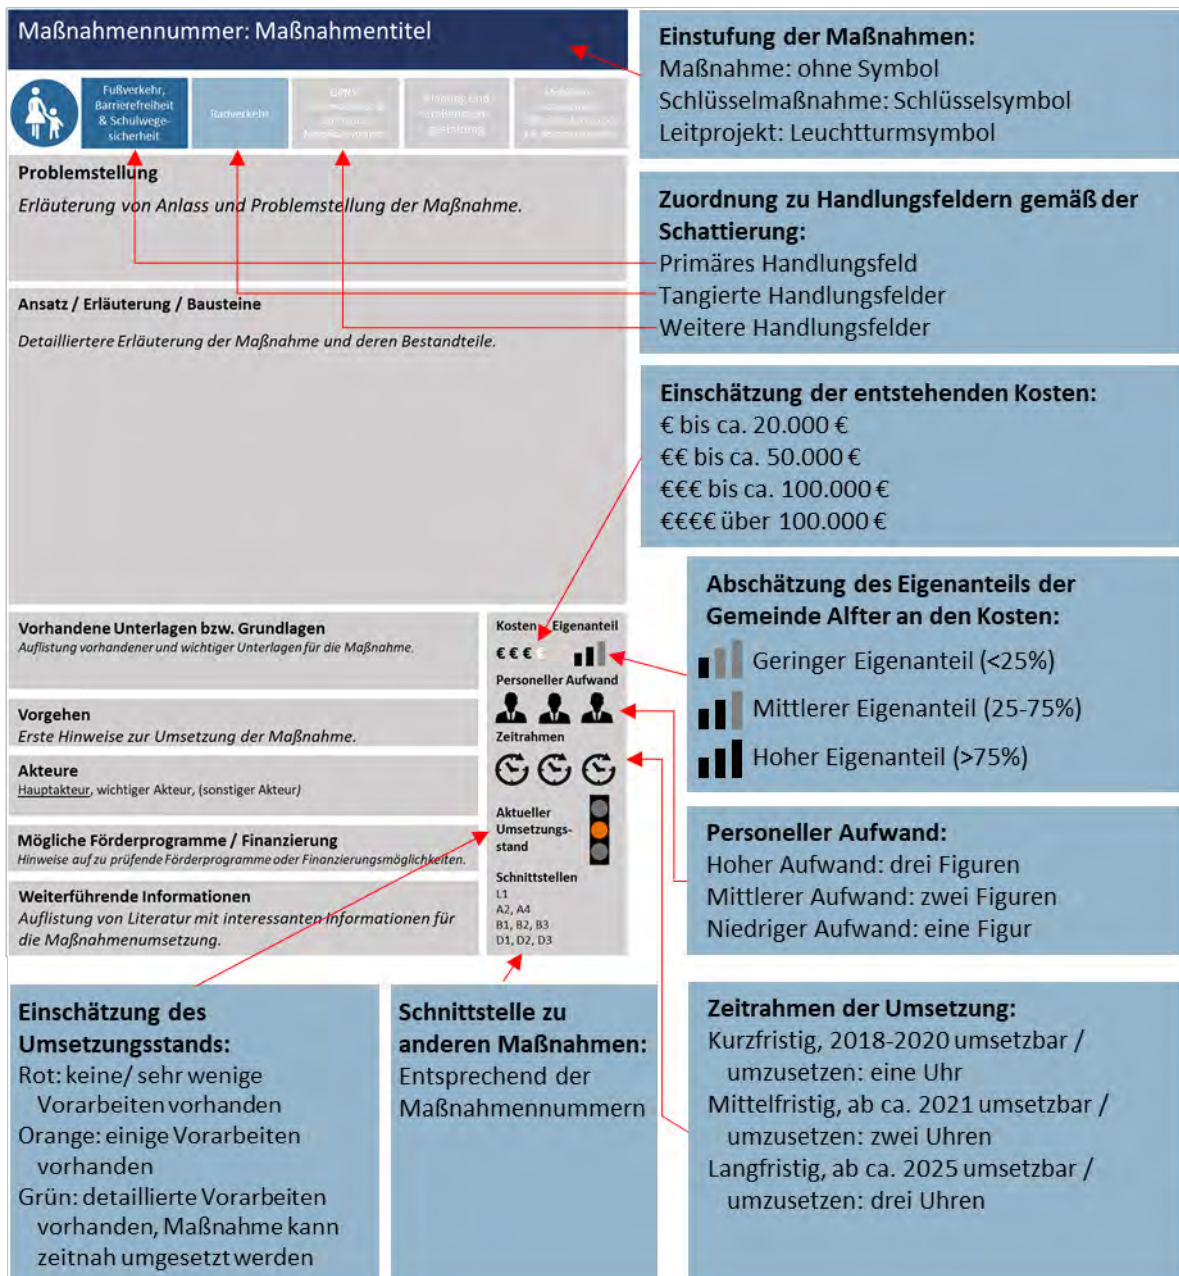 Maßnahmennummer: Maßnahmentitel
Fußverkehr,
Barrierefreiheit
& Schulwege-
sicherheit
Radverkehr
Problemstellung
Erläuterung von Anlass und Problemstellung der Maßnahme.
Ansatz / Erläuterung / Bausteine
Detailliertere Erläuterung der Maßnahme und deren Bestandteile.
Vorhandene Unterlagen bzw. Grundlagen
Auflistung vorhandener und wichtiger Unterlagen für die Maßnahme.
Vorgehen
Erste Hinweise zur Umsetzung der Maßnahme.
Akteure
Hauptakteur, wichtiger Akteur, (sonstiger Akteur)
Mögliche Förderprogramme / Finanzierung
Hinweise auf zu prüfende Förderprogramme oder Finanzierungsmöglichkeiten.
Weiterführende Informationen
Auflistung von Literatur mit interessanten Informationen für
die Maßnahmenumsetzung.
Kosten Eigenanteil
€ € € €
Personeller Aufwand
Zeitrahmen
Aktueller
Umsetzungs-
stand
Schnittstellen
L1
A2, A4
B1, B2, B3
D1, D2, D3
Einstufung der Maßnahmen:
Maßnahme: ohne Symbol
Schlüsselmaßnahme: Schlüsselsymbol
Leitprojekt: Leuchtturmsymbol
Zuordnung zu Handlungsfeldern gemäß der
Schattierung:
Primäres Handlungsfeld
Tangierte Handlungsfelder
Weitere Handlungsfelder
Einschätzung der entstehenden Kosten:
€ bis ca. 20.000 €
€€ bis ca. 50.000 €
€€€ bis ca. 100.000 €
€€€€ über 100.000 €
Abschätzung des Eigenanteils der
Gemeinde Alfter an den Kosten:
Geringer Eigenanteil (<25%)
Mittlerer Eigenanteil (25-75%)
Hoher Eigenanteil (>75%)
Personeller Aufwand:
Hoher Aufwand: drei Figuren
Mittlerer Aufwand: zwei Figuren
Niedriger Aufwand: eine Figur
Zeitrahmen der Umsetzung:
Kurzfristig, 2018-2020 umsetzbar /
umzusetzen: eine Uhr
Mittelfristig, ab ca. 2021 umsetzbar /
umzusetzen: zwei Uhren
Langfristig, ab ca. 2025 umsetzbar /
umzusetzen: drei Uhren
Einschätzung des
Umsetzungsstands:
Rot: keine/ sehr wenige
Vorarbeiten vorhanden
Orange: einige Vorarbeiten
vorhanden
Grün: detaillierte Vorarbeiten
vorhanden, Maßnahme kann
zeitnah umgesetzt werden
Schnittstelle zu
anderen Maßnahmen:
Entsprechend der
Maßnahmennummern